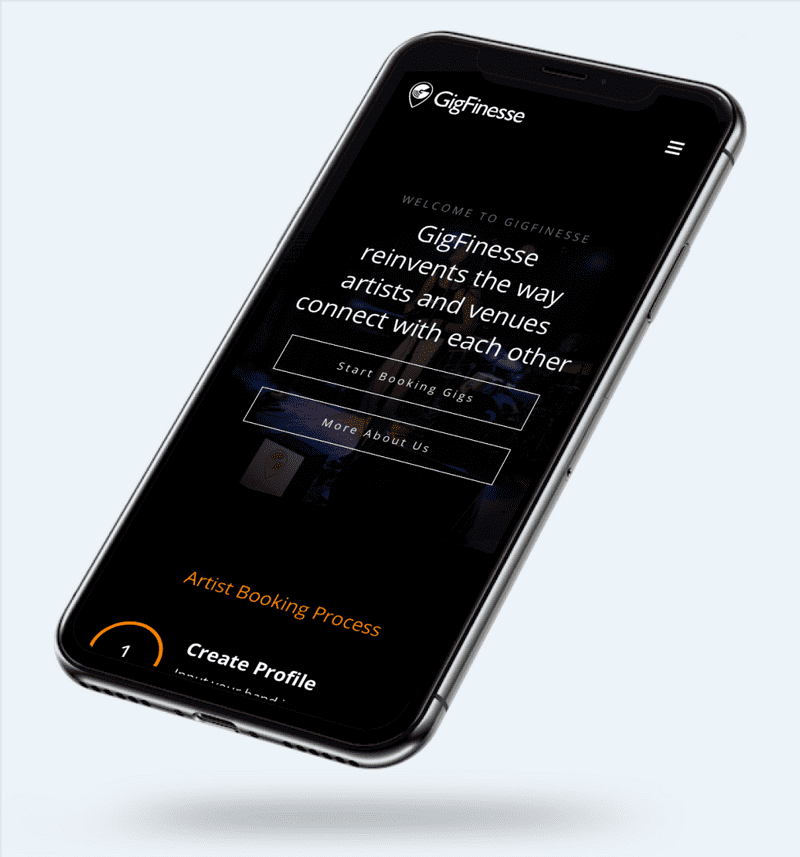 GigFinesse
WELCOME TO GIGFINESSE
GigFinesse
reinvents the way
artists and venues
connect with each other
Start Booking Gigs
More About Us
Artist Booking Process
1
Create Profile
Input your band